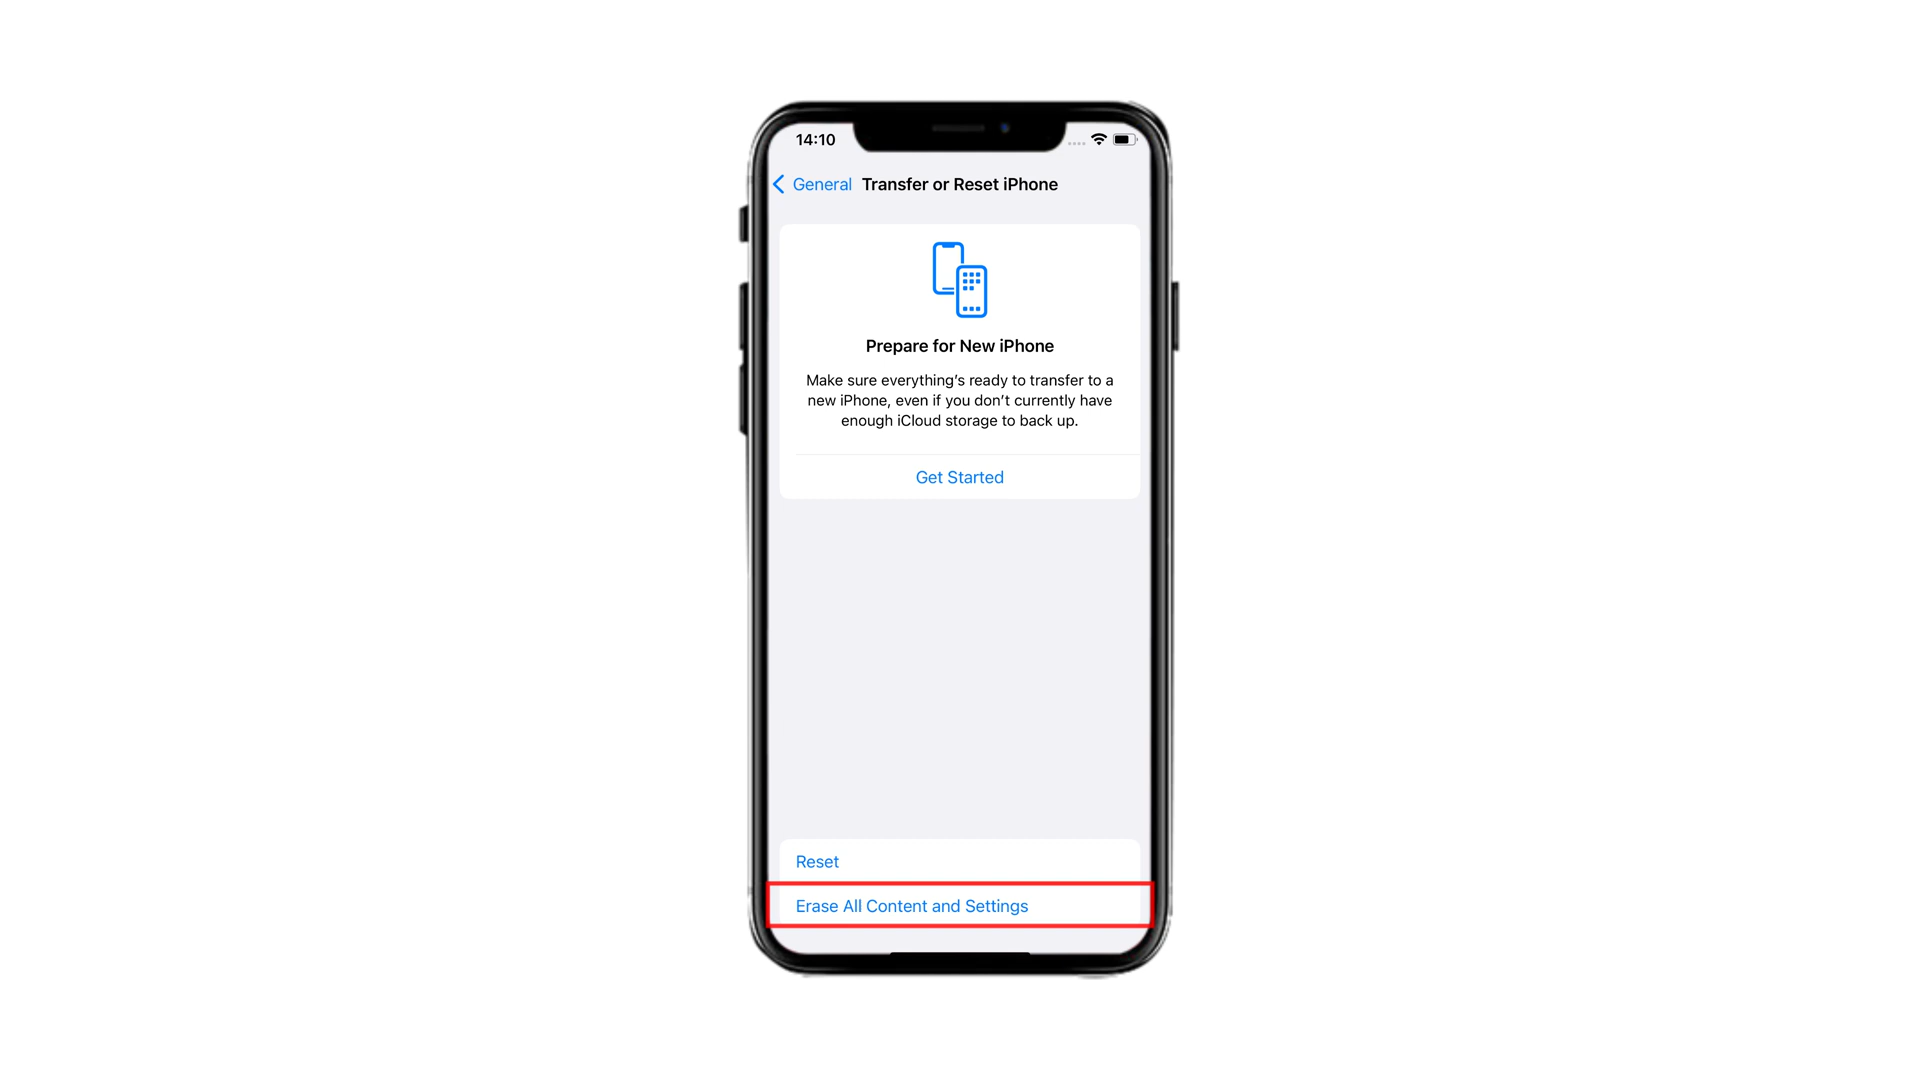 14:10
General Transfer or Reset iPhone
Prepare for New iPhone
Make sure everything’s ready to transfer to a
new iPhone, even if you don’t currently have
enough iCloud storage to back up.
Get Started
Reset
Erase All Content and Settings